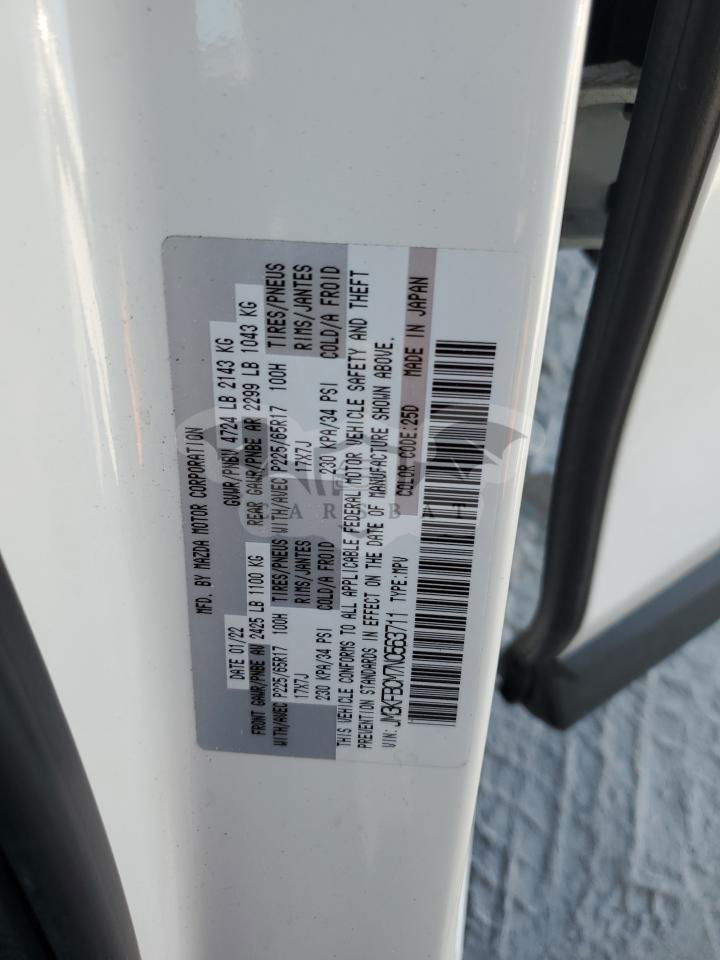 MFD. BY MAZDA MOTOR CORPORATION
DATE 01/22 GVWR/PNBV 4724 LB 2143 KG
FRONT GAWR/PNBE AV 2425 LB 1100 KG REAR GAWR/PNBE AR 2299 LB 1043 KG
WITH/AVEC P225/65R17 100H TIRES/PNEUS WITH/AVEC P225/65R17 100H TIRES/PNEUS
17X7J RIMS/JANTES 17X7J RIMS/JANTES
230 KPA/34 PSI COLD/A FROID 230 KPA/34 PSI COLD/A FROID
THIS VEHICLE CONFORMS TO ALL APPLICABLE FEDERAL MOTOR VEHICLE SAFETY AND THEFT
PREVENTION STANDARDS IN EFFECT ON THE DATE OF MANUFACTURE SHOWN ABOVE.
VIN: JM3KFBCM7N0563711 TYPE:MPV COLOR CODE:25D MADE IN JAPAN
CARBAT